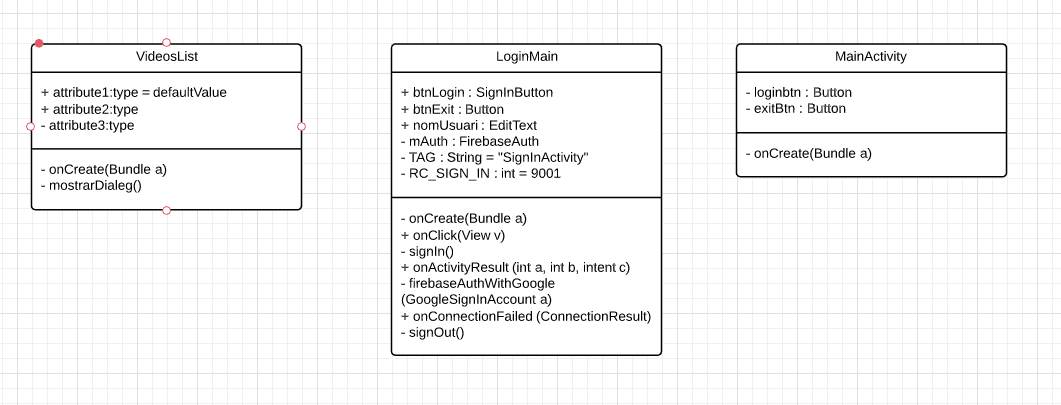 VideosList
+ attribute1:type = defaultValue
+ attribute2:type
- attribute3:type
- onCreate(Bundle a)
- mostrarDialeg()
LoginMain
+ btnLogin : SignInButton
+ btnExit : Button
+ nomUsuari : EditText
- mAuth : FirebaseAuth
- TAG : String = "SignInActivity"
- RC_SIGN_IN : int = 9001
- onCreate(Bundle a)
+ onClick(View v)
- signIn()
+ onActivityResult (int a, int b, intent c)
- firebaseAuthWithGoogle
(GoogleSignInAccount a)
+ onConnectionFailed (ConnectionResult)
- signOut()
MainActivity
- loginbtn : Button
- exitBtn : Button
- onCreate(Bundle a)